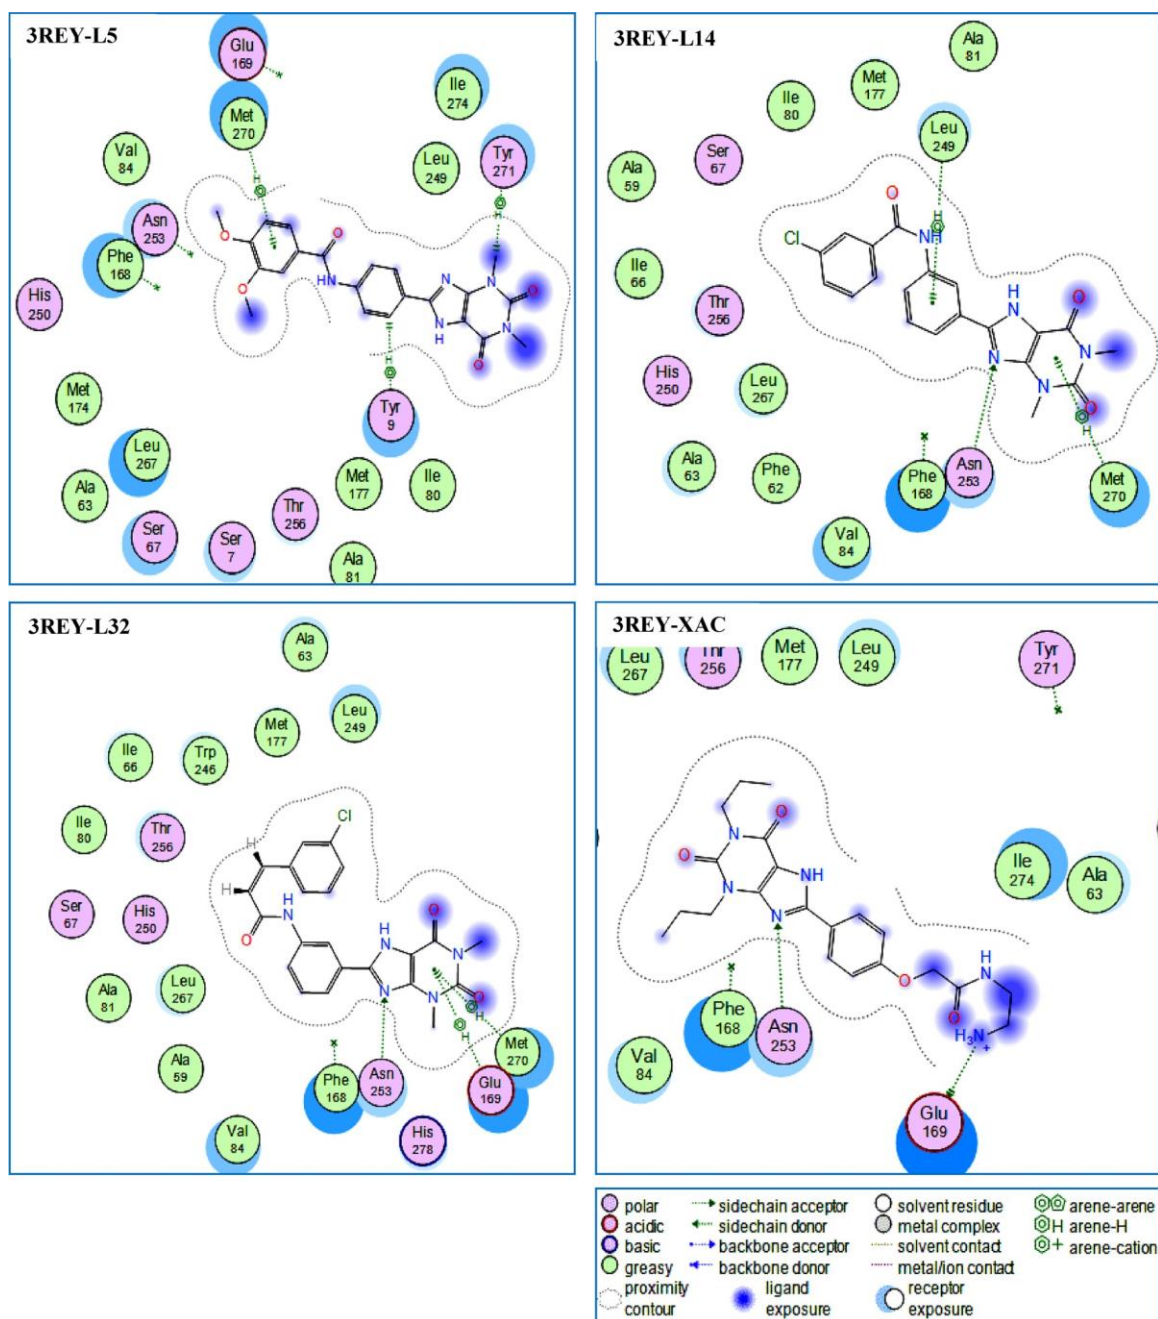 3REY-L5
Glu
169
Met
270
Ile
274
Val
84
Leu
249
Tyr
271
Asn
253
Phe
168
His
250
H
O
O
O
NH
N
N
O
N
H
N
O
H
H
Met
174
Leu
267
Ala
63
Ser
67
Ser
7
Thr
256
Tyr
9
Met
177
Ile
80
Ala
81
3REY-L14
Ala
81
Met
177
Ile
80
Leu
249
Ser
67
Ala
59
Ile
66
Thr
256
His
250
Leu
267
Ala
63
Phe
62
Val
84
Phe
168
Asn
253
Met
270
O
H
Cl
NH
H
N
O
N
N
N
O
H
3REY-L32
Ala
63
Leu
249
Met
177
Ile
66
Trp
246
Ile
80
Thr
256
Ser
67
His
250
Ala
81
Leu
267
Ala
59
Val
84
Phe
168
Asn
253
Glu
169
Met
270
His
278
Cl
H
H
H
N
O
H
N
O
N
N
N
O
H
H
3REY-XAC
Leu
267
Thr
256
Met
177
Leu
249
Tyr
271
Ile
274
Ala
63
Phe
168
Asn
253
Val
84
Glu
169
O
N
O
N
NH
N
O
H
N
O
H₃N
+
polar
acidic
basic
greasy
proximity
contour
sidechain acceptor
sidechain donor
backbone acceptor
backbone donor
ligand
exposure
solvent residue
metal complex
solvent contact
metal/ion contact
receptor
exposure
arene-arene
H arene-H
+ arene-cation